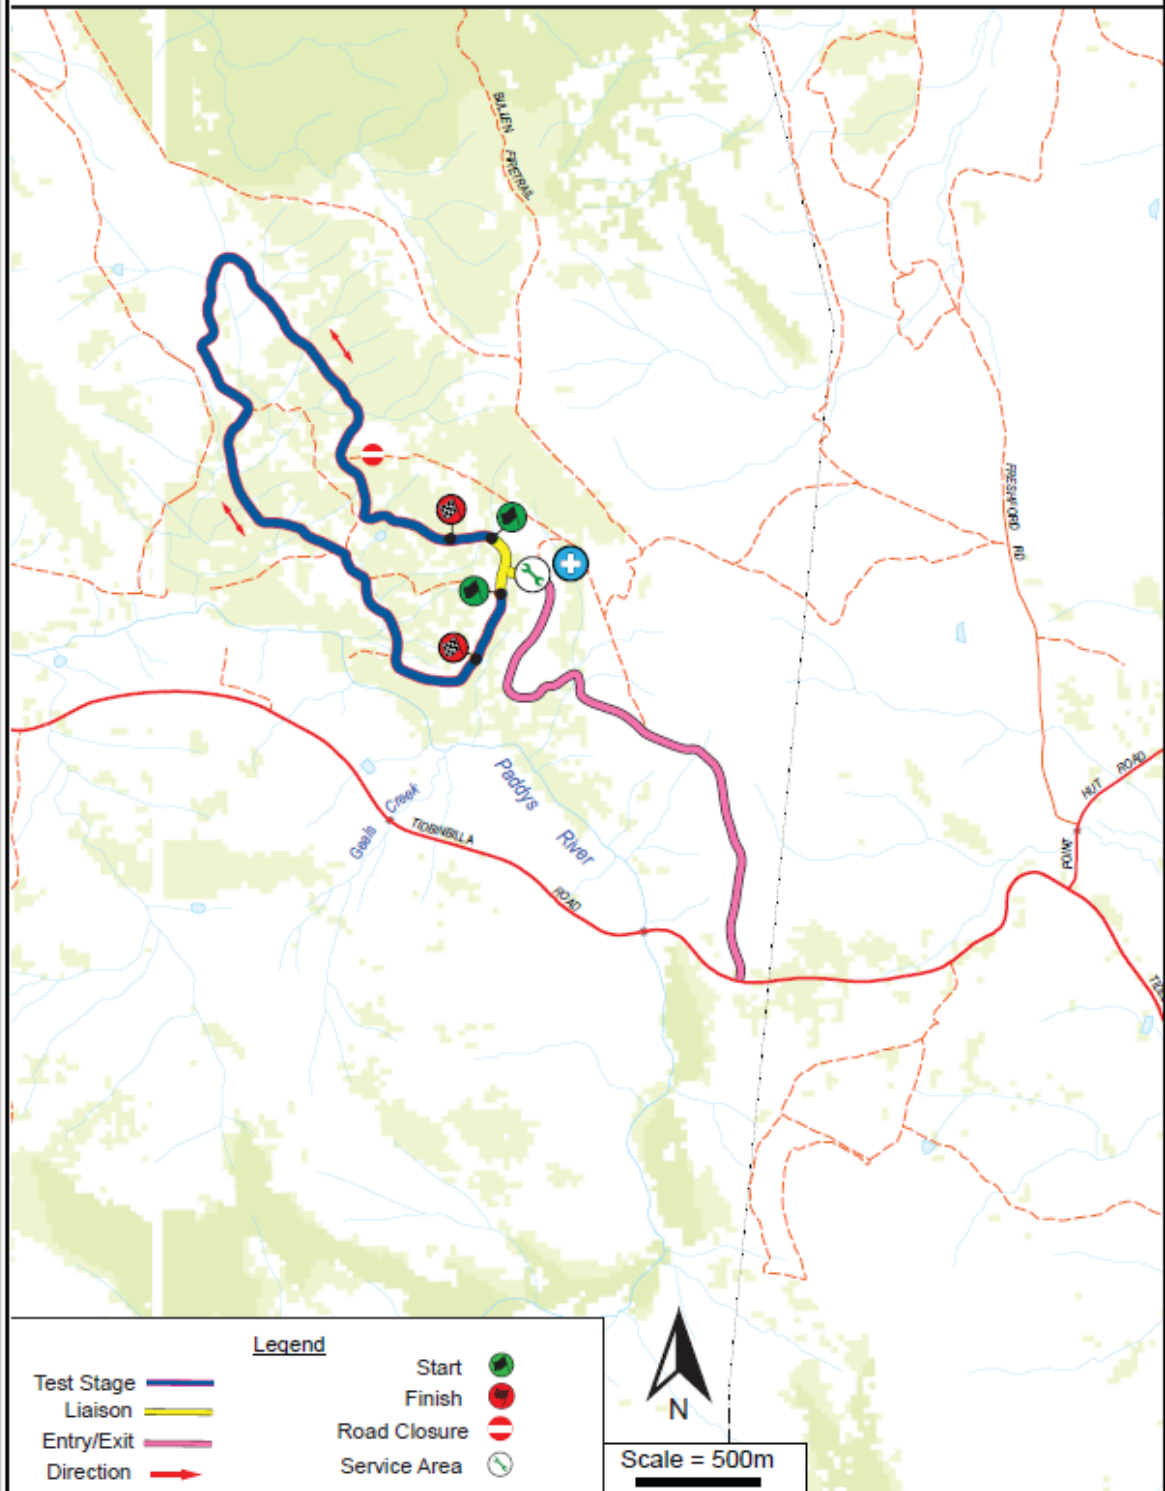 BULLEN FIRETRAIL
FRESHFORD RD
Paddys
River
Geels Creek
TIDBINBILLA
ROAD
POINT
HUT ROAD
Legend
Test Stage
Liaison
Entry/Exit
Direction
Start
Finish
Road Closure
Service Area
N
Scale = 500m